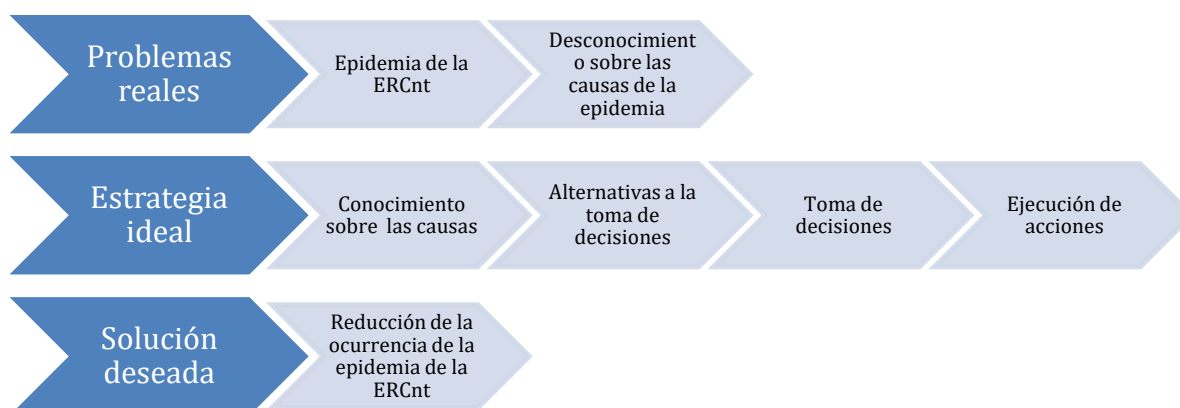 Problemas
reales
Epidemia de la
ERCnt
Desconocimient
o sobre las
causas de la
epidemia
Estrategia
ideal
Conocimiento
sobre las causas
Alternativas a la
toma de
decisiones
Toma de
decisiones
Ejecución de
acciones
Solución
deseada
Reducción de la
ocurrencia de la
epidemia de la
ERCnt